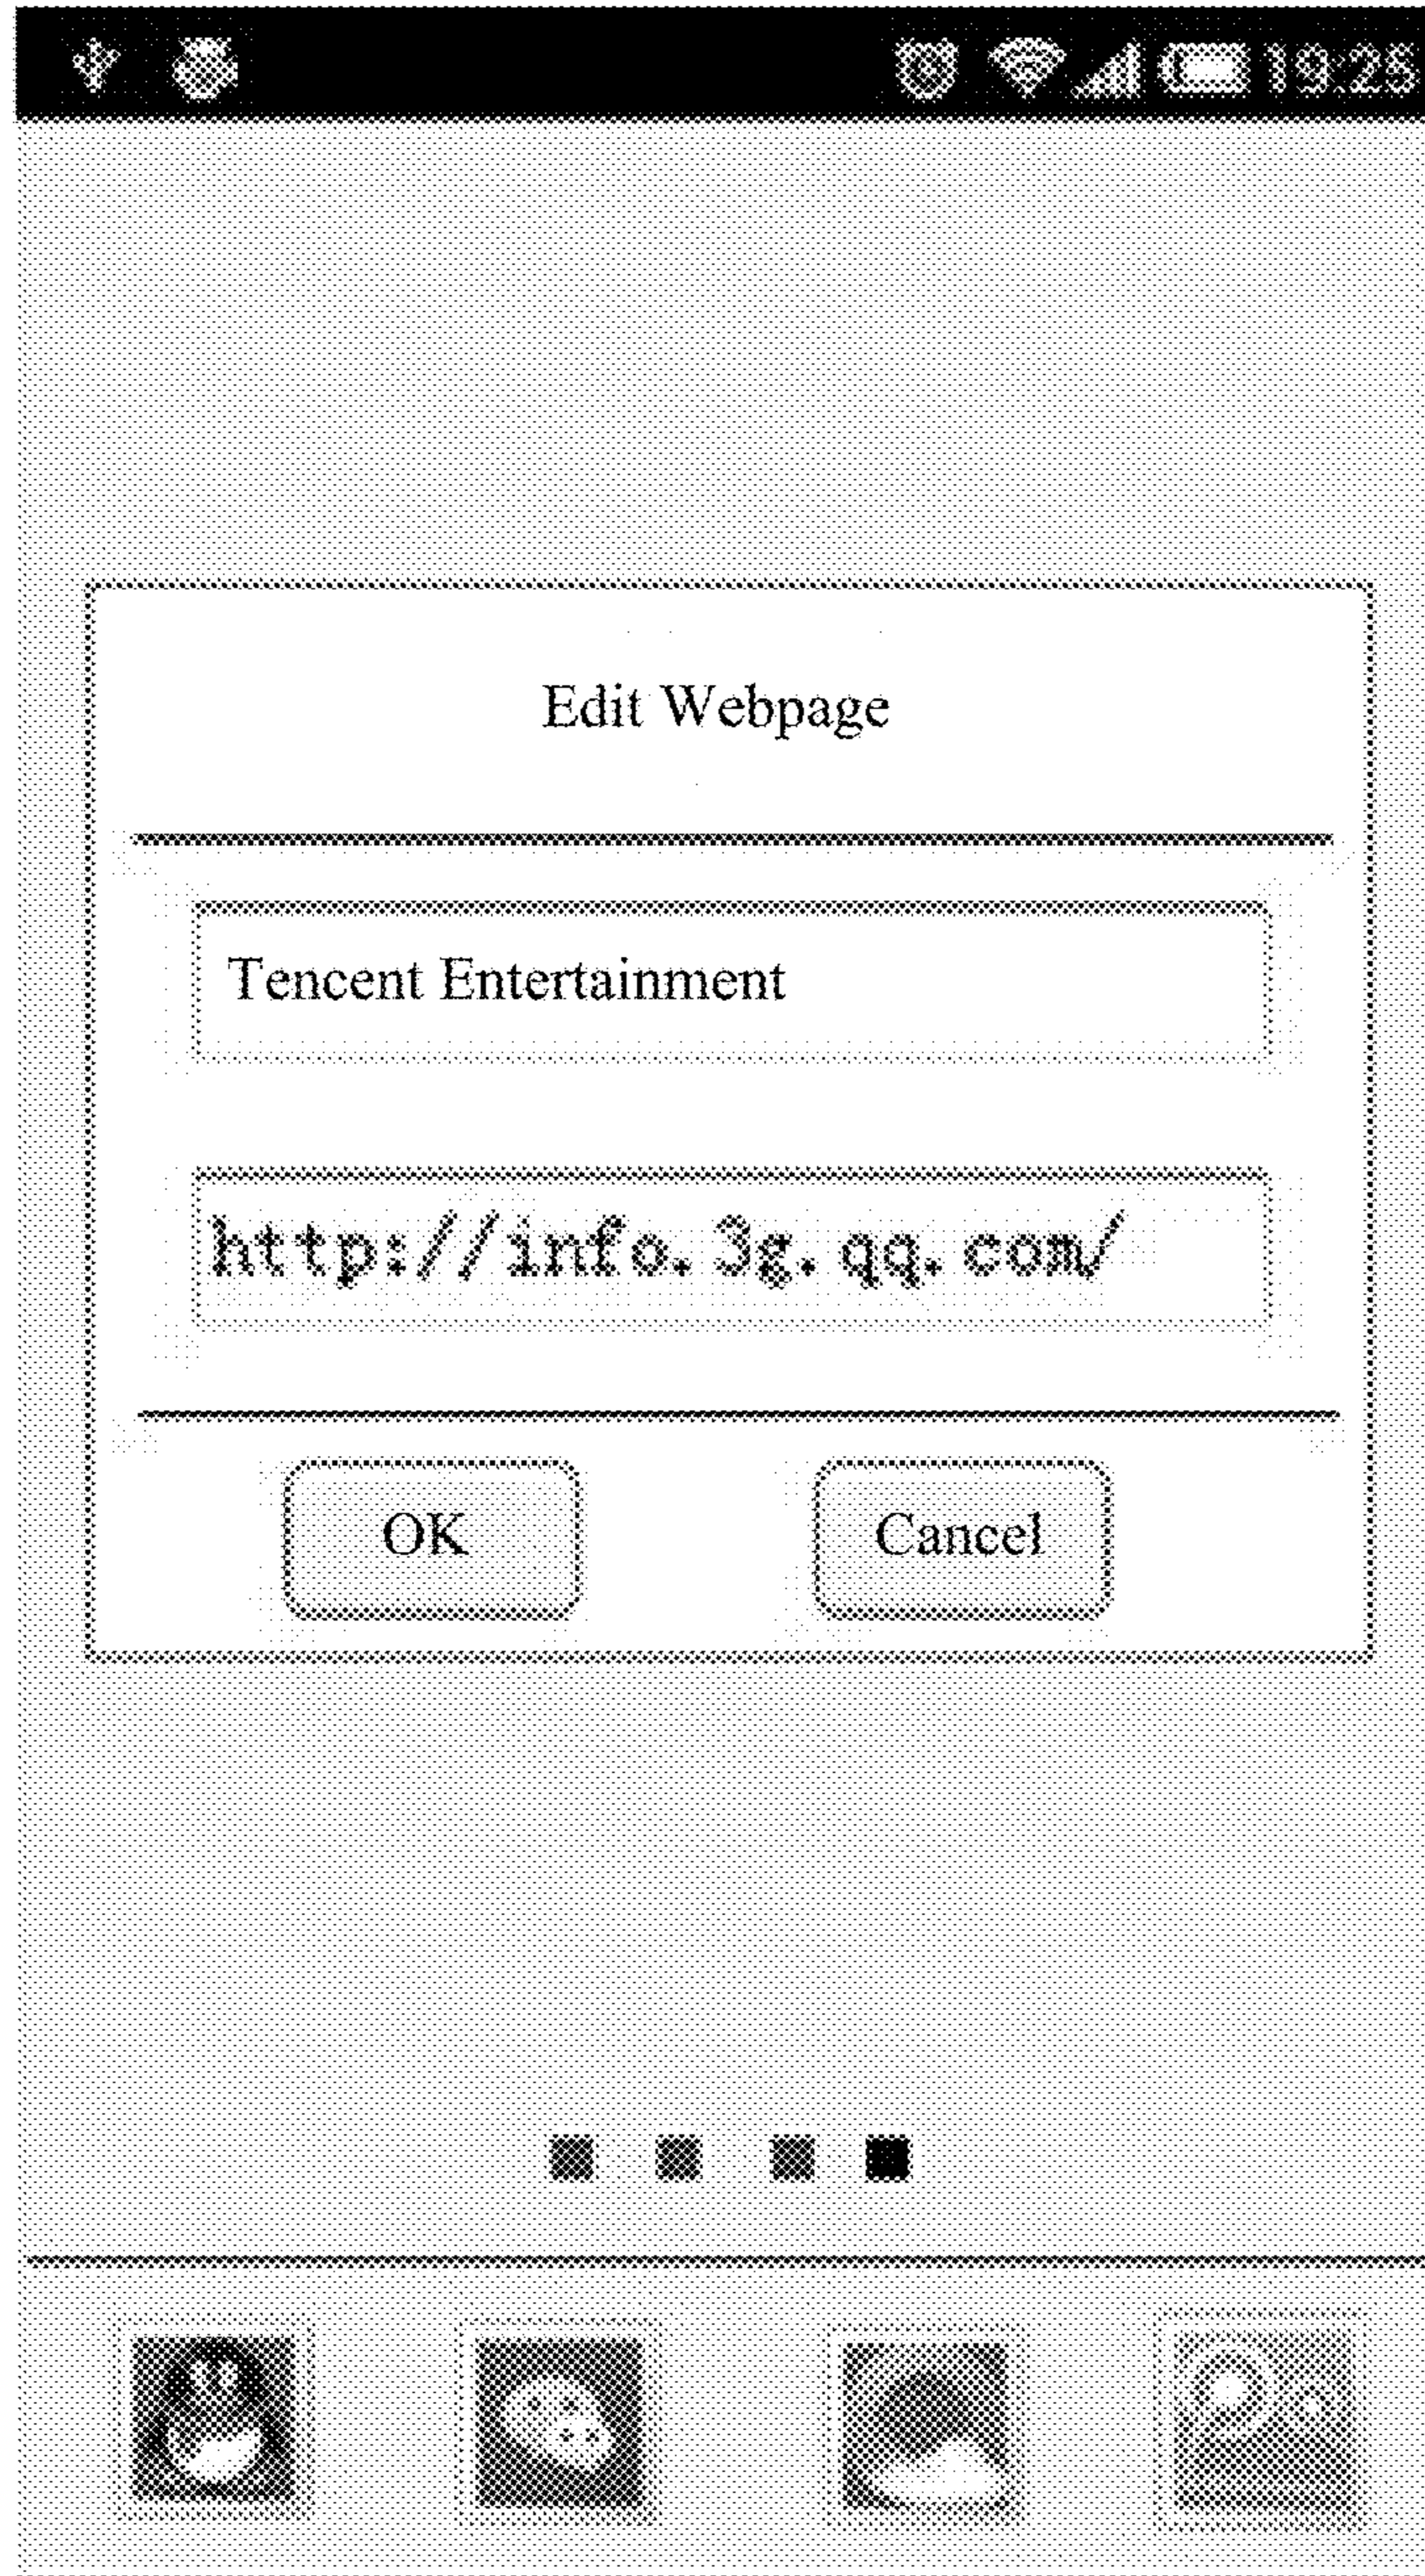 19:25
Edit Webpage
Tencent Entertainment
http://info.3g.qq.com/
OK
Cancel